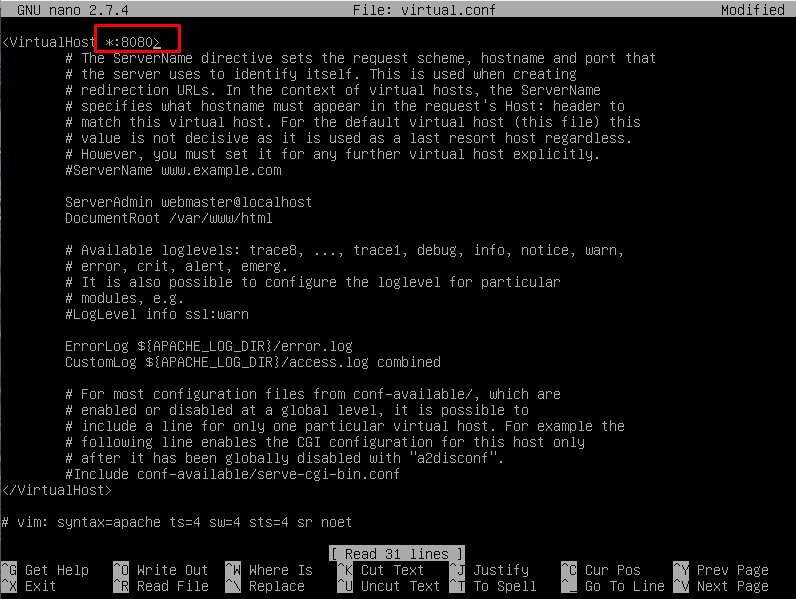 GNU nano 2.7.4 File: virtual.conf Modified
<VirtualHost *:8080>
# The ServerName directive sets the request scheme, hostname and port that
# the server uses to identify itself. This is used when creating
# redirection URLs. In the context of virtual hosts, the ServerName
# specifies what hostname must appear in the request's Host: header to
# match this virtual host. For the default virtual host (this file) this
# value is not decisive as it is used as a last resort host regardless.
# However, you must set it for any further virtual host explicitly.
#ServerName www.example.com
ServerAdmin webmaster@localhost
DocumentRoot /var/www/html
# Available loglevels: trace8, ..., trace1, debug, info, notice, warn,
# error, crit, alert, emerg.
# It is also possible to configure the loglevel for particular
# modules, e.g.
#LogLevel info ssl:warn
ErrorLog ${APACHE_LOG_DIR}/error.log
CustomLog ${APACHE_LOG_DIR}/access.log combined
# For most configuration files from conf-available/, which are
# enabled or disabled at a global level, it is possible to
# include a line for only one particular virtual host. For example the
# following line enables the CGI configuration for this host only
# after it has been globally disabled with "a2disconf".
#Include conf-available/serve-cgi-bin.conf
</VirtualHost>
# vim: syntax=apache ts=4 sw=4 sts=4 sr noet
[ Read 31 lines ]
^G Get Help ^O Write Out ^W Where Is ^K Cut Text ^J Justify ^C Cur Pos ^Y Prev Page
^X Exit ^R Read File ^\ Replace ^U Uncut Text ^T To Spell ^_ Go To Line ^V Next Page